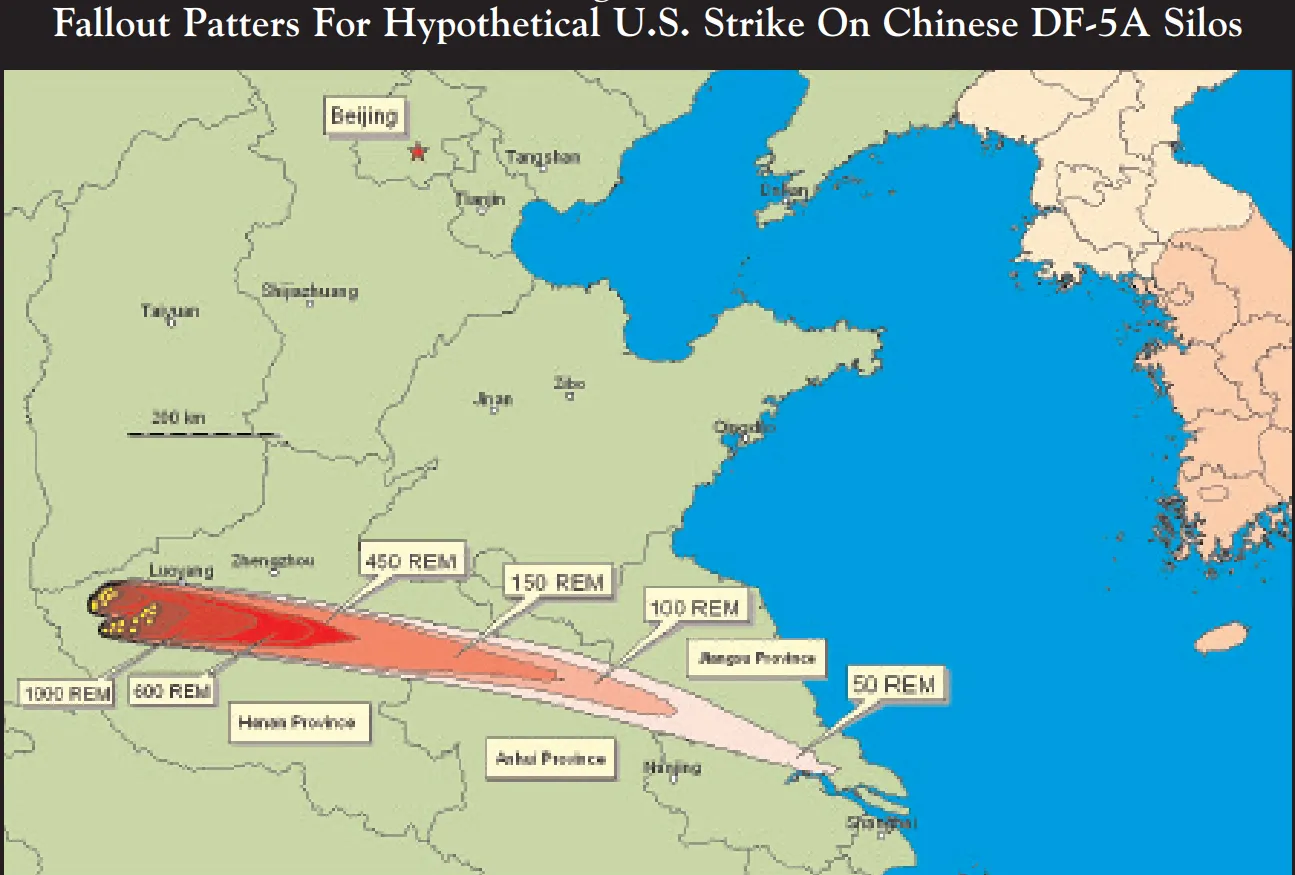 Fallout Patters For Hypothetical U.S. Strike On Chinese DF-5A Silos
Beijing
Tangshan
Tianjin
Shijiazhuang
Taiyuan
Zibo
Jinan
200 km
Qingdao
Zhengzhou
Luoyang
450 REM
150 REM
100 REM
Jiangsu Province
50 REM
1000 REM
600 REM
Henan Province
Anhui Province
Nanjing
Shanghai